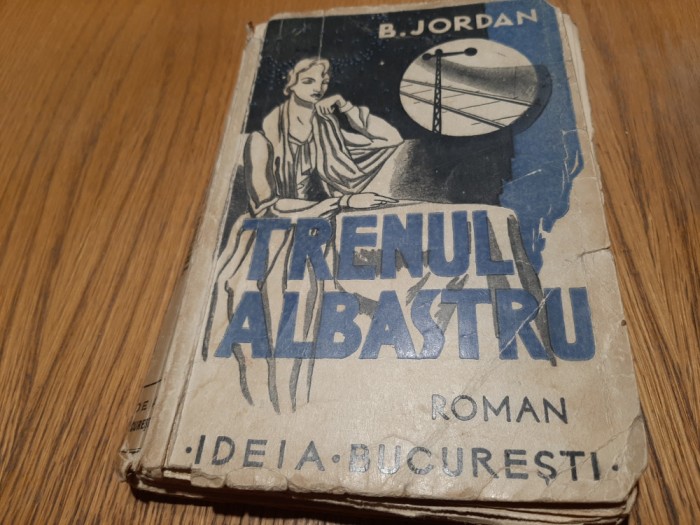 B. JORDAN
TRENUL
ALBASTRU
ROMAN
·IDEIA·BUCUREȘTI·